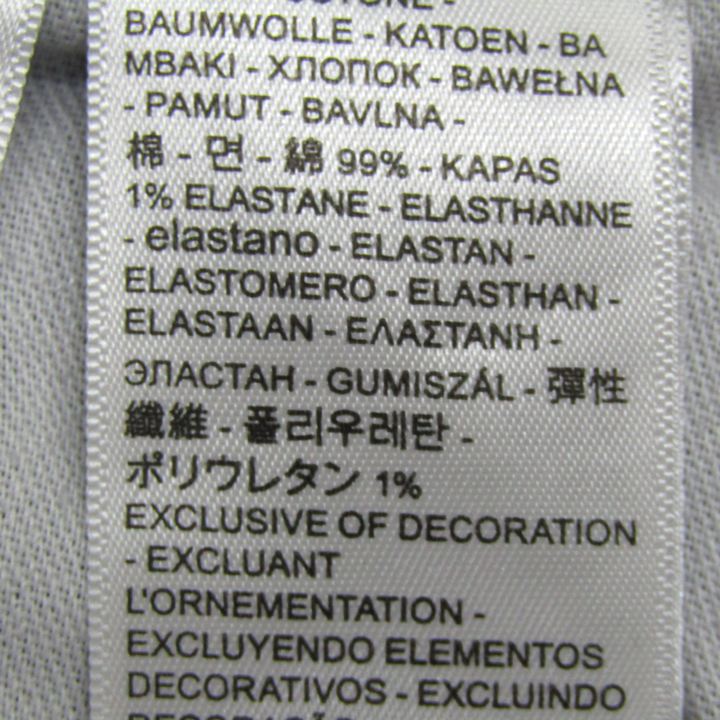 BAUMWOLLE - KATOEN - BA
MBAKI - ХЛОПОК - BAWEŁNA
- PAMUT - BAVLNA -
棉 - 면 - 綿 99% - KAPAS
1% ELASTANE - ELASTHANNE
- elastano - ELASTAN -
ELASTOMERO - ELASTHAN -
ELASTAAN - ΕΛΑΣΤΑΝΗ -
ЭЛАСТАН - GUMISZÁL - 彈性
纖維 - 폴리우레탄 -
ポリウレタン 1%
EXCLUSIVE OF DECORATION
- EXCLUANT
L'ORNEMENTATION -
EXCLUYENDO ELEMENTOS
DECORATIVOS - EXCLUINDO